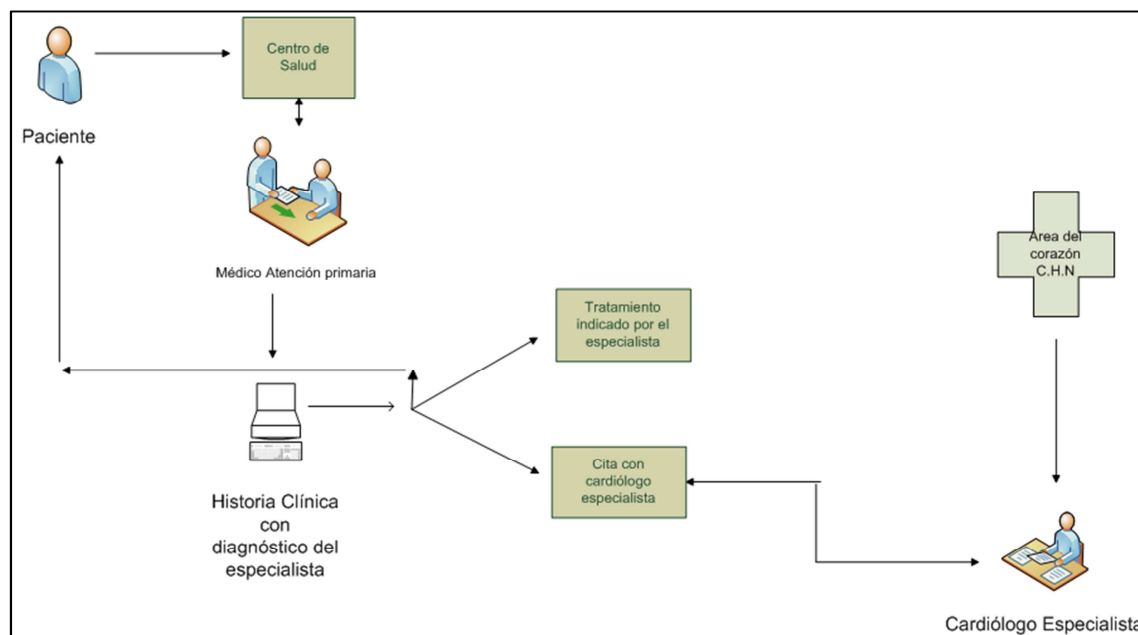 Centro de
Salud
Paciente
Médico Atención primaria
Area del
corazón
C.H.N
Tratamiento
indicado por el
especialista
Cita con
cardiólogo
especialista
Historia Clínica
con
diagnóstico del
especialista
Cardiólogo Especialista